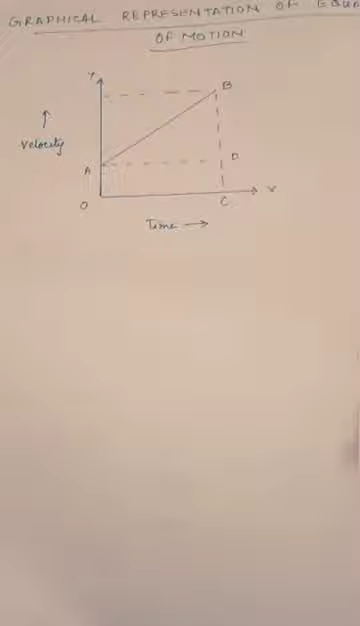 GRAPHICAL REPRESENTATION OF
OF MOTION
Y
B
↑
Velocity
A
D
O
C
X
Time →